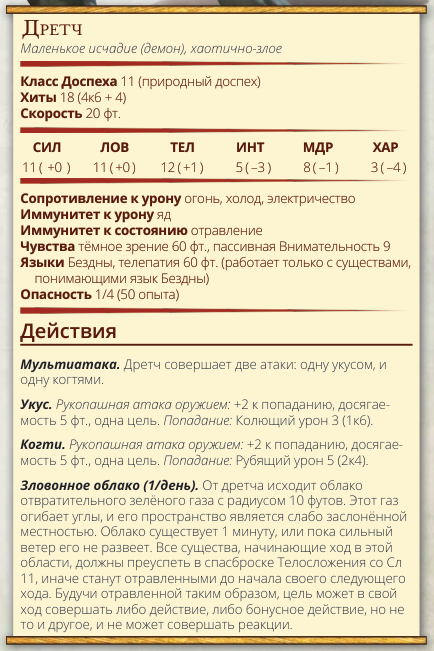 Дретч
Маленькое исчадие (демон), хаотично-злое
Класс Доспеха 11 (природный доспех)
Хиты 18 (4к6 + 4)
Скорость 20 фт.
СИЛ ЛОВ ТЕЛ ИНТ МДР ХАР
11 ( +0 ) 11 ( +0 ) 12 ( +1 ) 5 ( –3 ) 8 ( –1 ) 3 ( –4 )
Сопротивление к урону огонь, холод, электричество
Иммунитет к урону яд
Иммунитет к состоянию отравление
Чувства тёмное зрение 60 фт., пассивная Внимательность 9
Языки Бездны, телепатия 60 фт. (работает только с существами,
понимающими язык Бездны)
Опасность 1/4 (50 опыта)
Действия
Мультиатака. Дретч совершает две атаки: одну укусом, и
одну когтями.
Укус. Рукопашная атака оружием: +2 к попаданию, досягае-
мость 5 фт., одна цель. Попадание: Колющий урон 3 (1к6).
Когти. Рукопашная атака оружием: +2 к попаданию, досягае-
мость 5 фт., одна цель. Попадание: Рубящий урон 5 (2к4).
Зловонное облако (1/день). От дретча исходит облако
отвратительного зелёного газа с радиусом 10 футов. Этот газ
огибает углы, и его пространство является слабо заслонённой
местностью. Облако существует 1 минуту, или пока сильный
ветер его не развеет. Все существа, начинающие ход в этой
области, должны преуспеть в спасброске Телосложения со Сл
11, иначе станут отравленными до начала своего следующего
хода. Будучи отравленной таким образом, цель может в свой
ход совершать либо действие, либо бонусное действие, но не
то и другое, и не может совершать реакции.